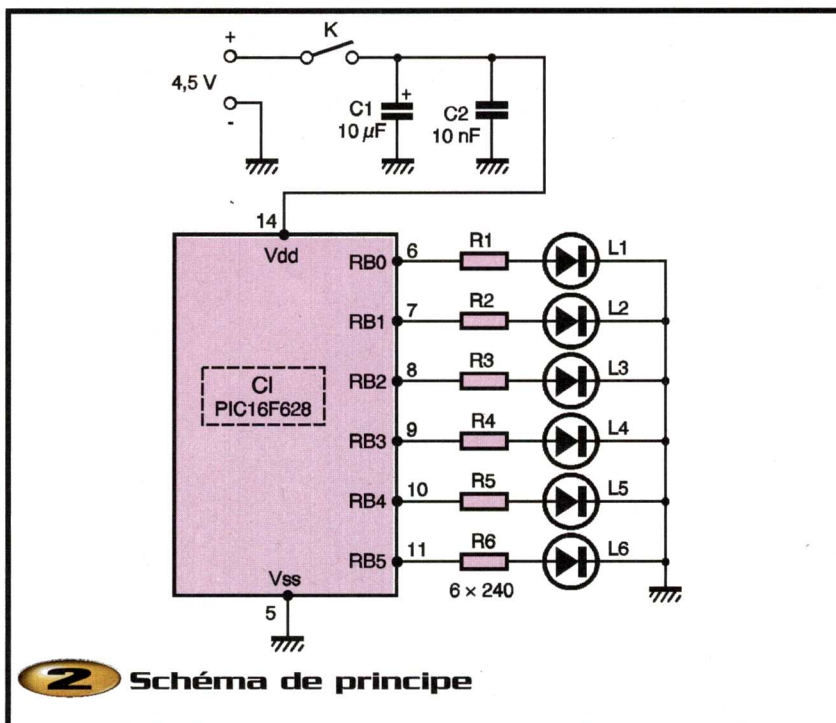 K
+
4,5 V
-
C1
10 µF
+
C2
10 nF
14
Vdd
RB0 6 R1 L1
RB1 7 R2 L2
RB2 8 R3 L3
CI
PIC16F628
RB3 9 R4 L4
RB4 10 R5 L5
RB5 11 R6 L6
6 × 240
Vss
5
2 Schéma de principe